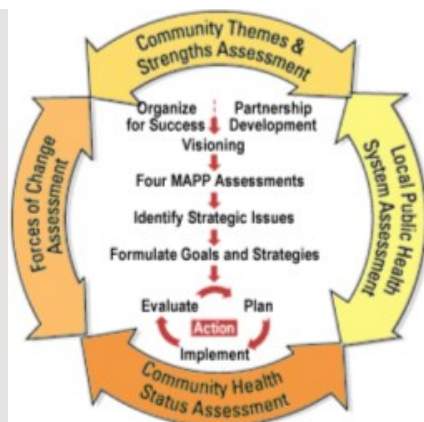 Community Themes &
Strengths Assessment
Organize Partnership
for Success Development
Visioning
Four MAPP Assessments
Identify Strategic Issues
Formulate Goals and Strategies
Evaluate Plan
Action
Implement
Forces of Change
Assessment
Local Public Health
System Assessment
Community Health
Status Assessment